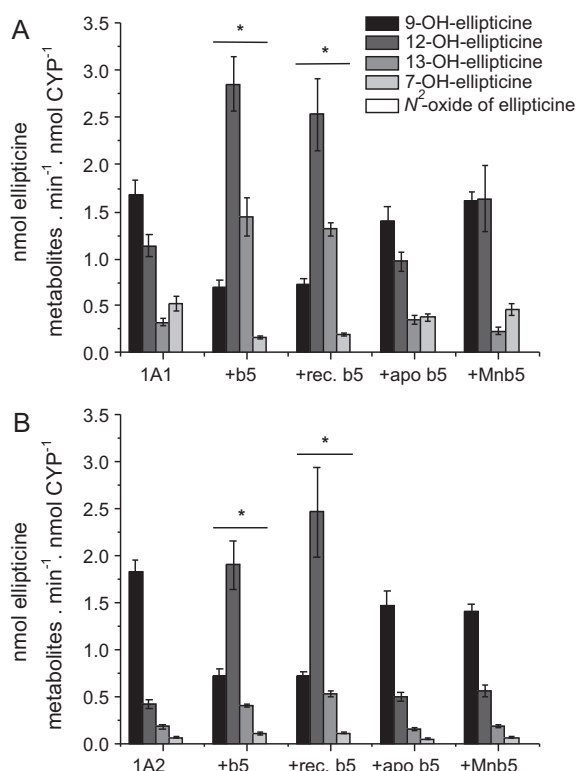 A
9-OH-ellipticine
12-OH-ellipticine
13-OH-ellipticine
7-OH-ellipticine
N²-oxide of ellipticine
nmol ellipticine
metabolites . min⁻¹. nmol CYP⁻¹
3.5
3.0
2.5
2.0
1.5
1.0
0.5
0.0
*
*
1A1
+b5
+rec. b5
+apo b5
+Mnb5
B
nmol ellipticine
metabolites . min⁻¹. nmol CYP⁻¹
3.5
3.0
2.5
2.0
1.5
1.0
0.5
0.0
*
*
1A2
+b5
+rec. b5
+apo b5
+Mnb5